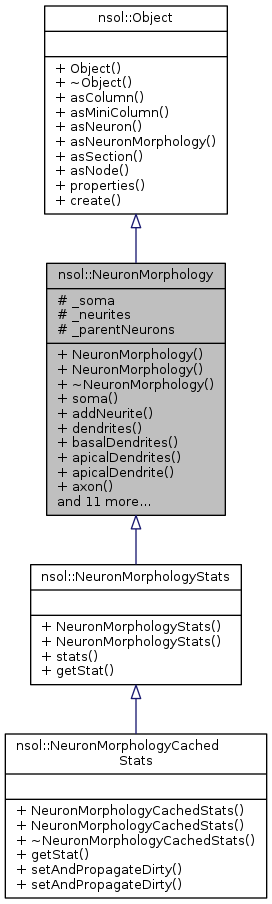 nsol::Object
+ Object()
+ ~Object()
+ asColumn()
+ asMiniColumn()
+ asNeuron()
+ asNeuronMorphology()
+ asSection()
+ asNode()
+ properties()
+ create()
nsol::NeuronMorphology
# _soma
# _neurites
# _parentNeurons
+ NeuronMorphology()
+ NeuronMorphology()
+ ~NeuronMorphology()
+ soma()
+ addNeurite()
+ dendrites()
+ basalDendrites()
+ apicalDendrites()
+ apicalDendrite()
+ axon()
and 11 more...
nsol::NeuronMorphologyStats
+ NeuronMorphologyStats()
+ NeuronMorphologyStats()
+ stats()
+ getStat()
nsol::NeuronMorphologyCached
Stats
+ NeuronMorphologyCachedStats()
+ NeuronMorphologyCachedStats()
+ ~NeuronMorphologyCachedStats()
+ getStat()
+ setAndPropagateDirty()
+ setAndPropagateDirty()